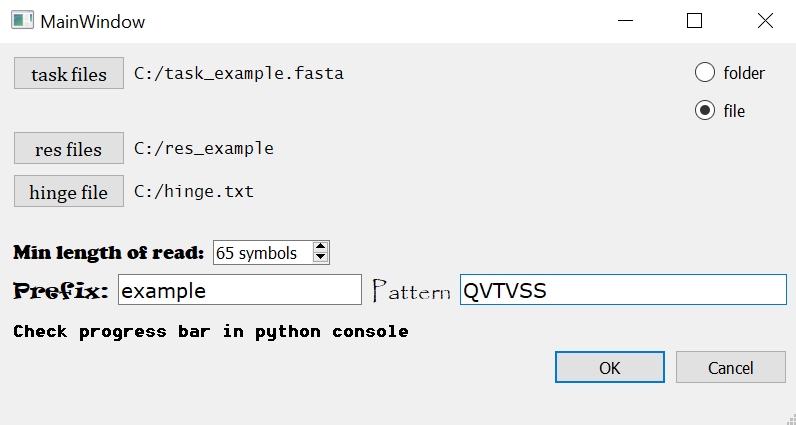 MainWindow
task files C:/task_example.fasta folder
file
res files C:/res_example
hinge file C:/hinge.txt
Min length of read: 65 symbols
Prefix: example Pattern QVTVSS
Check progress bar in python console
OK Cancel